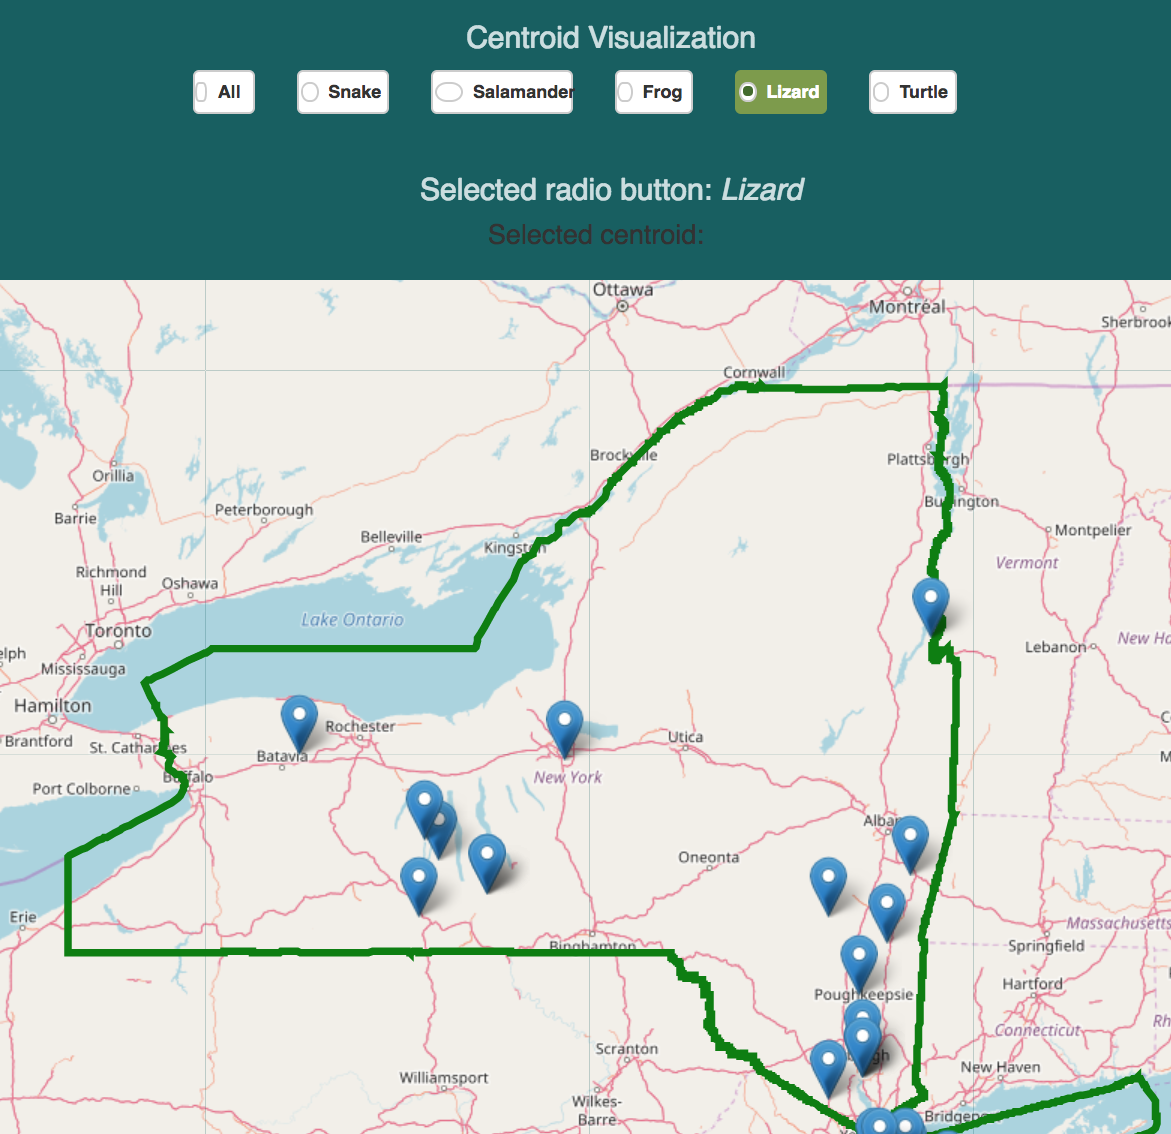 Centroid Visualization
All
Snake
Salamander
Frog
Lizard
Turtle
Selected radio button: Lizard
Selected centroid:
Ottawa
Montréal
Sherbrook
Cornwall
Brockville
Plattsburgh
Orillia
Burlington
Peterborough
Barrie
Montpelier
Belleville
Kingston
Vermont
Richmond
Hill
Oshawa
Lake Ontario
Toronto
New Ha
Lebanon
elph
Mississauga
Hamilton
Rochester
Utica
Brantford
St. Catharines
Batavia
New York
Buffalo
Port Colborne
Alba
Oneonta
Erie
Massachusetts
Binghamton
Springfield
Hartford
Poughkeepsie
Rh
Connecticut
Scranton
gh
New Haven
Williamsport
Wilkes-
Barre
Bridgep